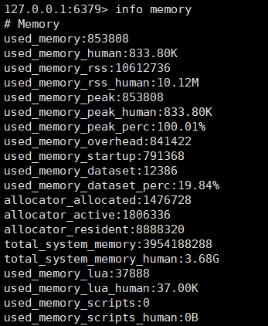 127.0.0.1:6379> info memory
# Memory
used_memory:853808
used_memory_human:833.80K
used_memory_rss:10612736
used_memory_rss_human:10.12M
used_memory_peak:853808
used_memory_peak_human:833.80K
used_memory_peak_perc:100.01%
used_memory_overhead:841422
used_memory_startup:791368
used_memory_dataset:12386
used_memory_dataset_perc:19.84%
allocator_allocated:1476728
allocator_active:1806336
allocator_resident:8888320
total_system_memory:3954188288
total_system_memory_human:3.68G
used_memory_lua:37888
used_memory_lua_human:37.00K
used_memory_scripts:0
used_memory_scripts_human:0B